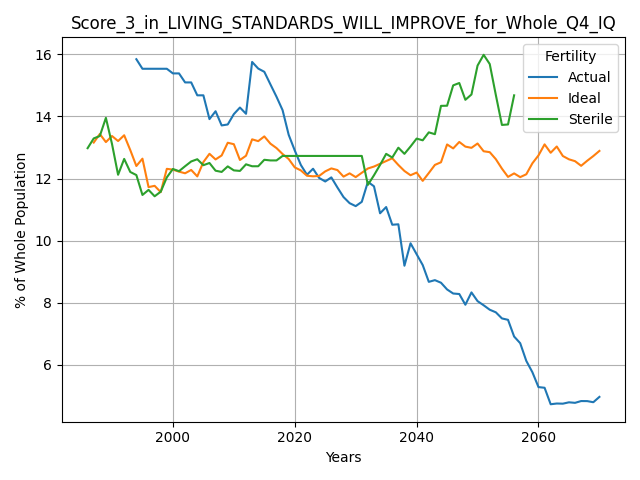 Score_3_in_LIVING_STANDARDS_WILL_IMPROVE_for_Whole_Q4_IQ
Fertility
Actual
Ideal
Sterile
% of Whole Population
16
14
12
10
8
6
2000
2020
2040
2060
Years